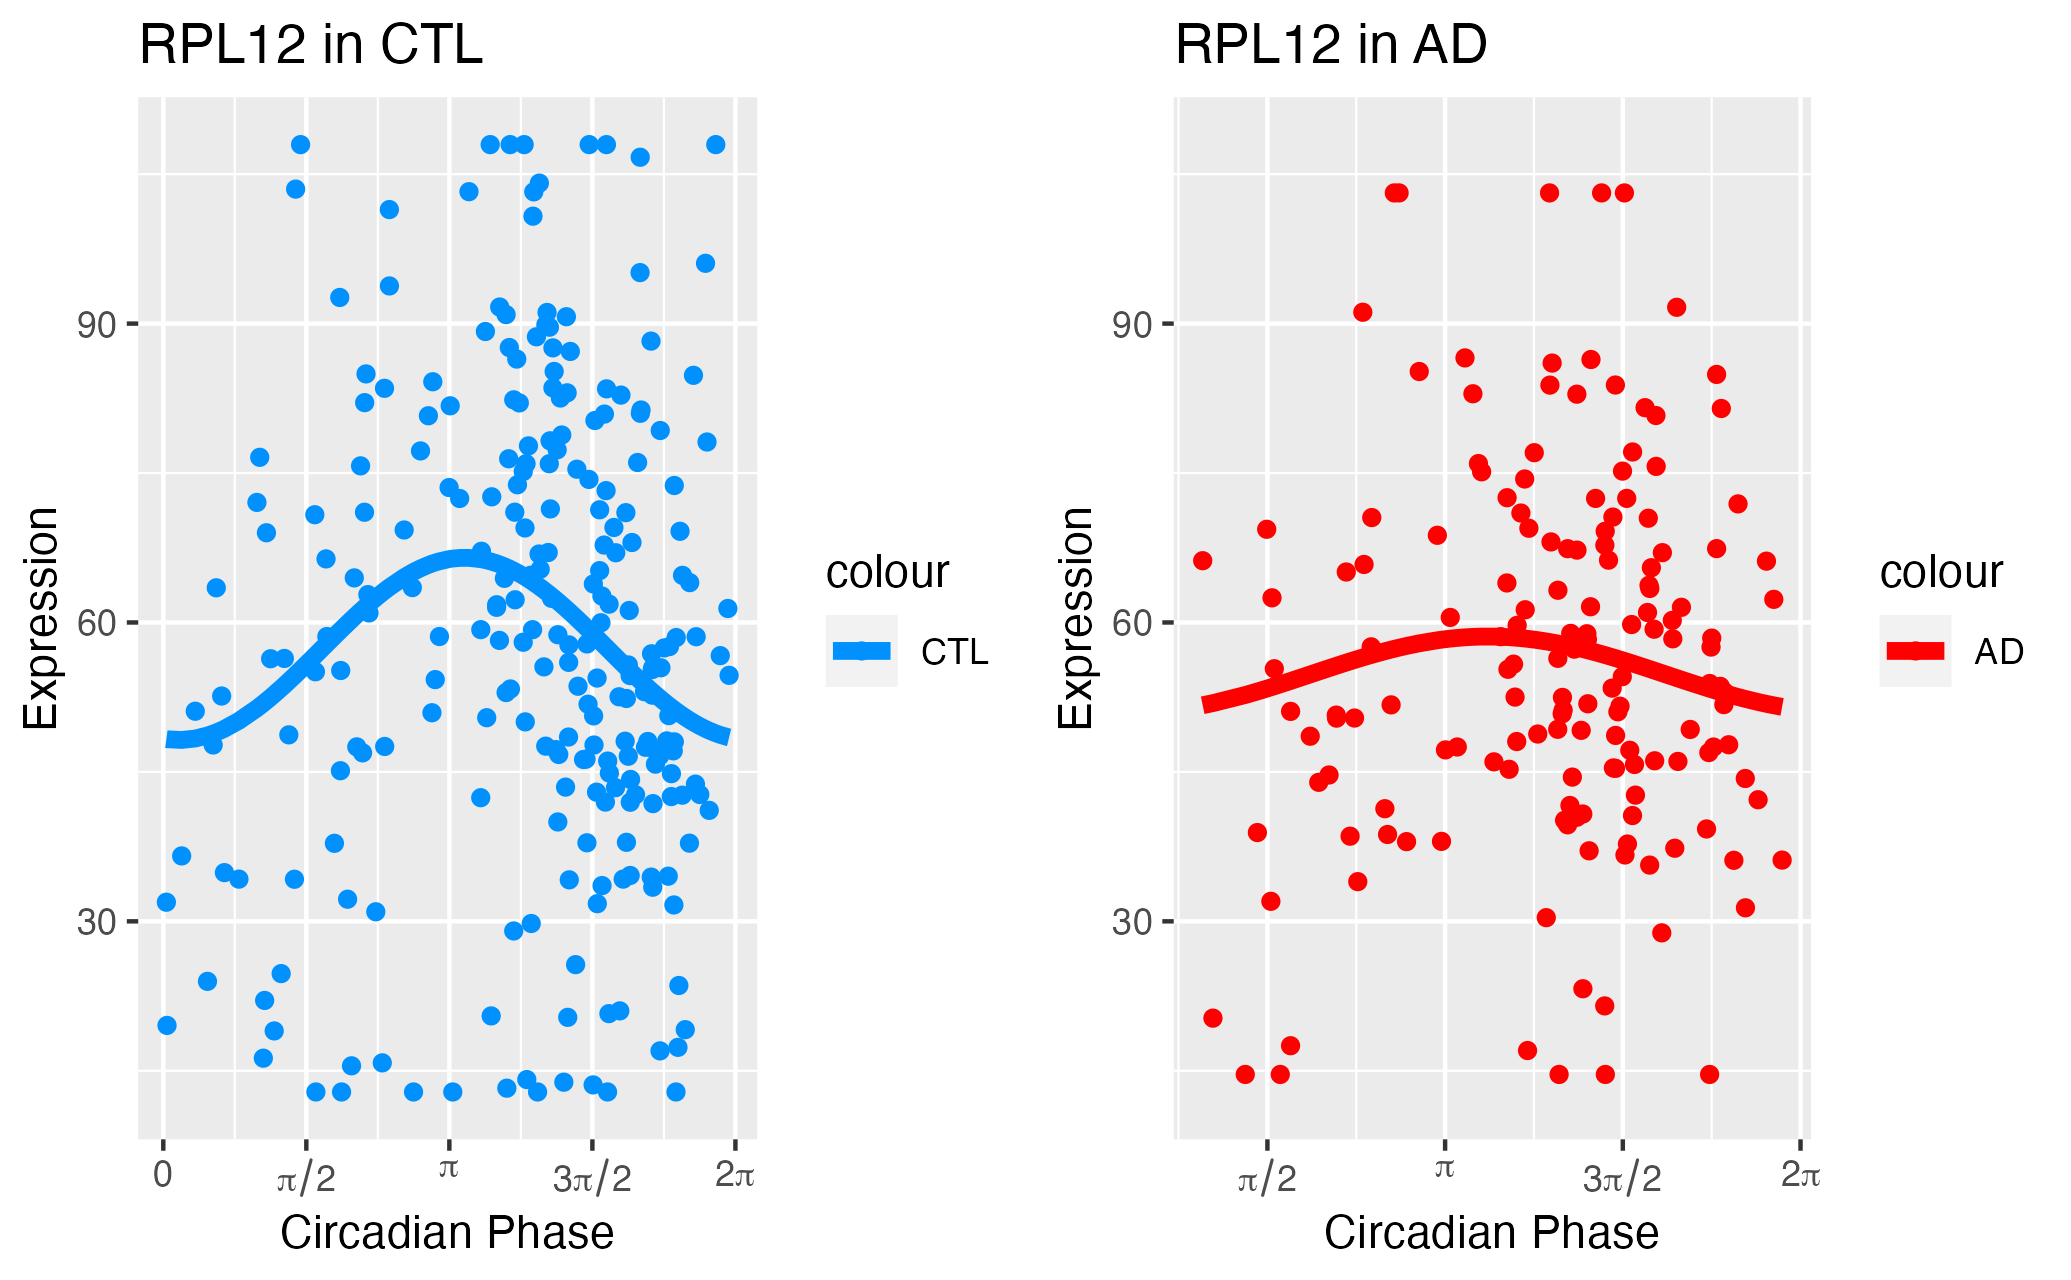 RPL12 in CTL
Expression
90
60
30
0
π/2
π
3π/2
2π
Circadian Phase
colour
CTL
RPL12 in AD
Expression
90
60
30
π/2
π
3π/2
2π
Circadian Phase
colour
AD